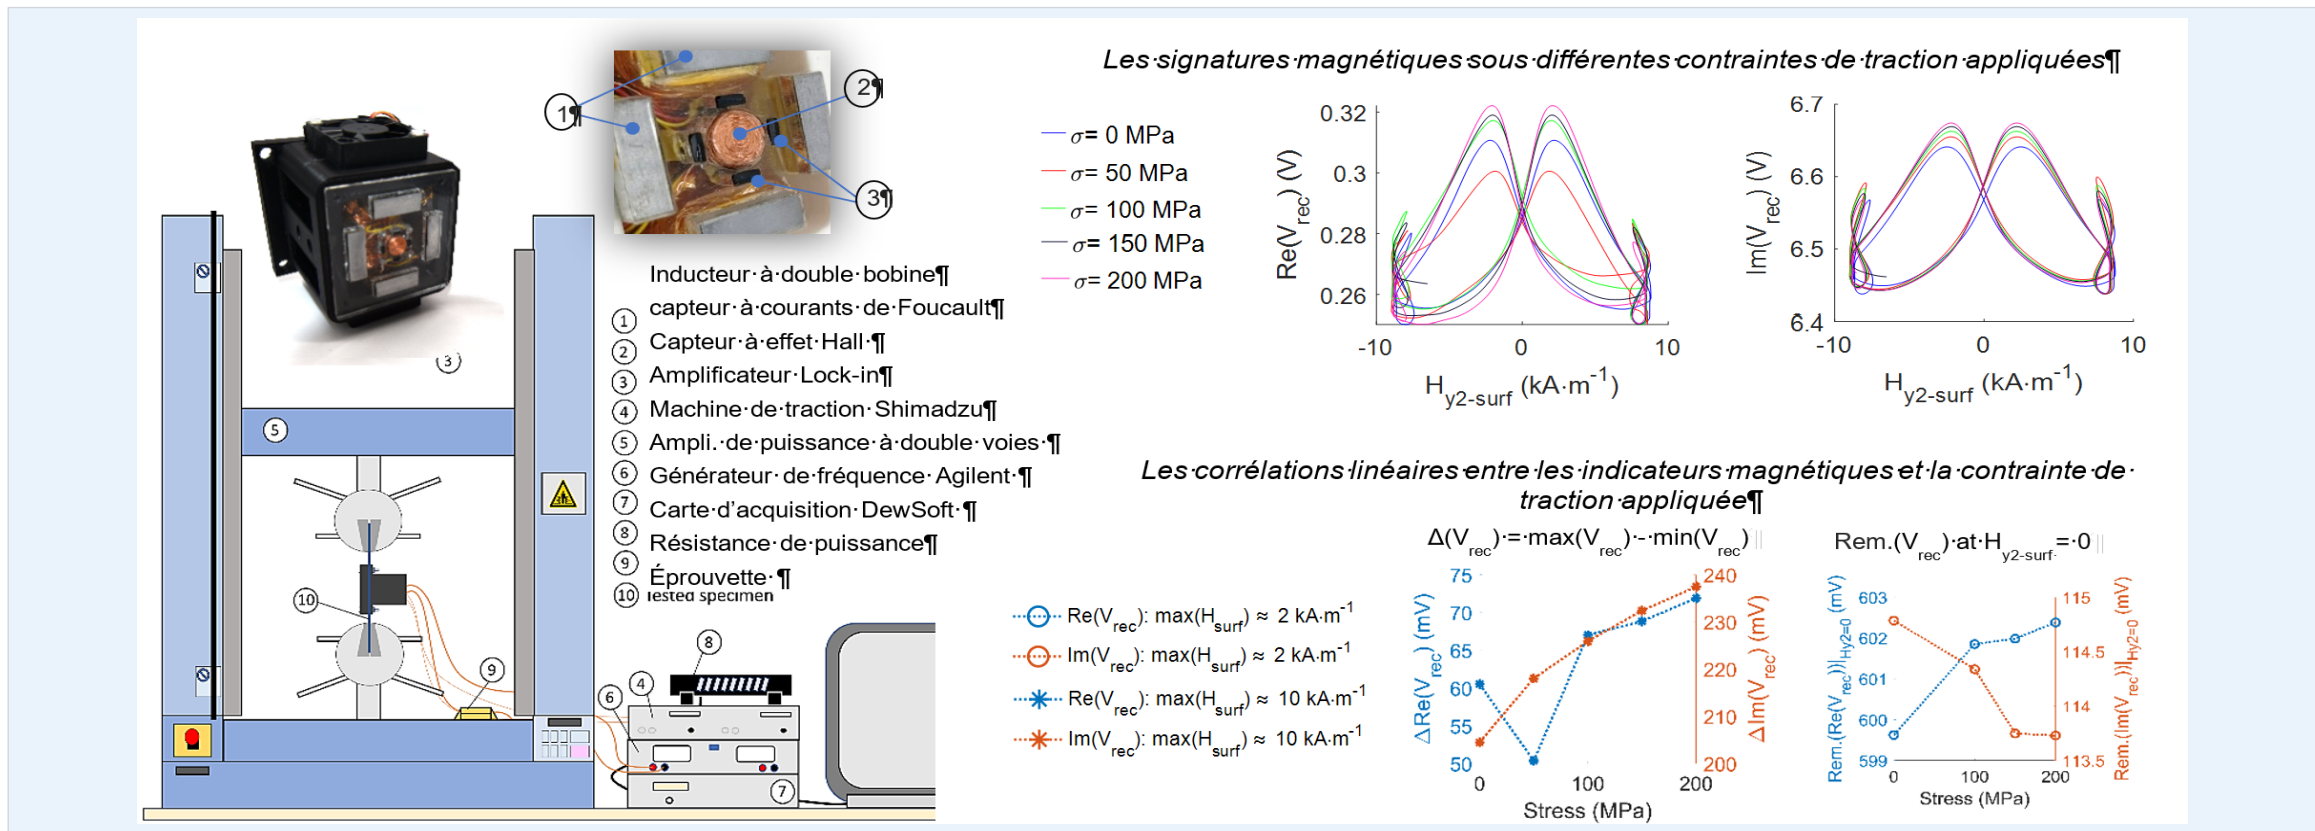 1¶
2¶
3¶
3
Inducteur·à·double·bobine¶
capteur·à·courants·de·Foucault¶
Capteur·à·effet·Hall·¶
Amplificateur·Lock-in¶
Machine·de·traction·Shimadzu¶
Ampli.·de·puissance·à·double·voies·¶
Générateur·de·fréquence·Agilent·¶
Carte·d’acquisition·DewSoft·¶
Résistance·de·puissance¶
Éprouvette·¶
Tested specimen
1
2
3
4
5
6
7
8
9
10
5
10
9
8
4
6
7
Les·signatures·magnétiques·sous·différentes·contraintes·de·traction·appliquées¶
σ= 0 MPa
σ= 50 MPa
σ= 100 MPa
σ= 150 MPa
σ= 200 MPa
Re(Vrec) (V)
0.32
0.3
0.28
0.26
-10 0 10
Hy2-surf (kA·m-1)
Im(Vrec) (V)
6.7
6.6
6.5
6.4
-10 0 10
Hy2-surf (kA·m-1)
Les·corrélations·linéaires·entre·les·indicateurs·magnétiques·et·la·contrainte·de·
traction·appliquée¶
Re(Vrec): max(Hsurf) ≈ 2 kA·m-1
Im(Vrec): max(Hsurf) ≈ 2 kA·m-1
Re(Vrec): max(Hsurf) ≈ 10 kA·m-1
Im(Vrec): max(Hsurf) ≈ 10 kA·m-1
Δ(Vrec)·=·max(Vrec)·-·min(Vrec)
ΔRe(Vrec) (mV)
75
70
65
60
55
50
240
230
220
210
200
ΔIm(Vrec) (mV)
0 100 200
Stress (MPa)
Rem.(Vrec)·at·Hy2-surf·=·0
Rem.(Re(Vrec))|Hy2=0 (mV)
603
602
601
600
599
115
114.5
114
113.5
Rem.(Im(Vrec))|Hy2=0 (mV)
0 100 200
Stress (MPa)